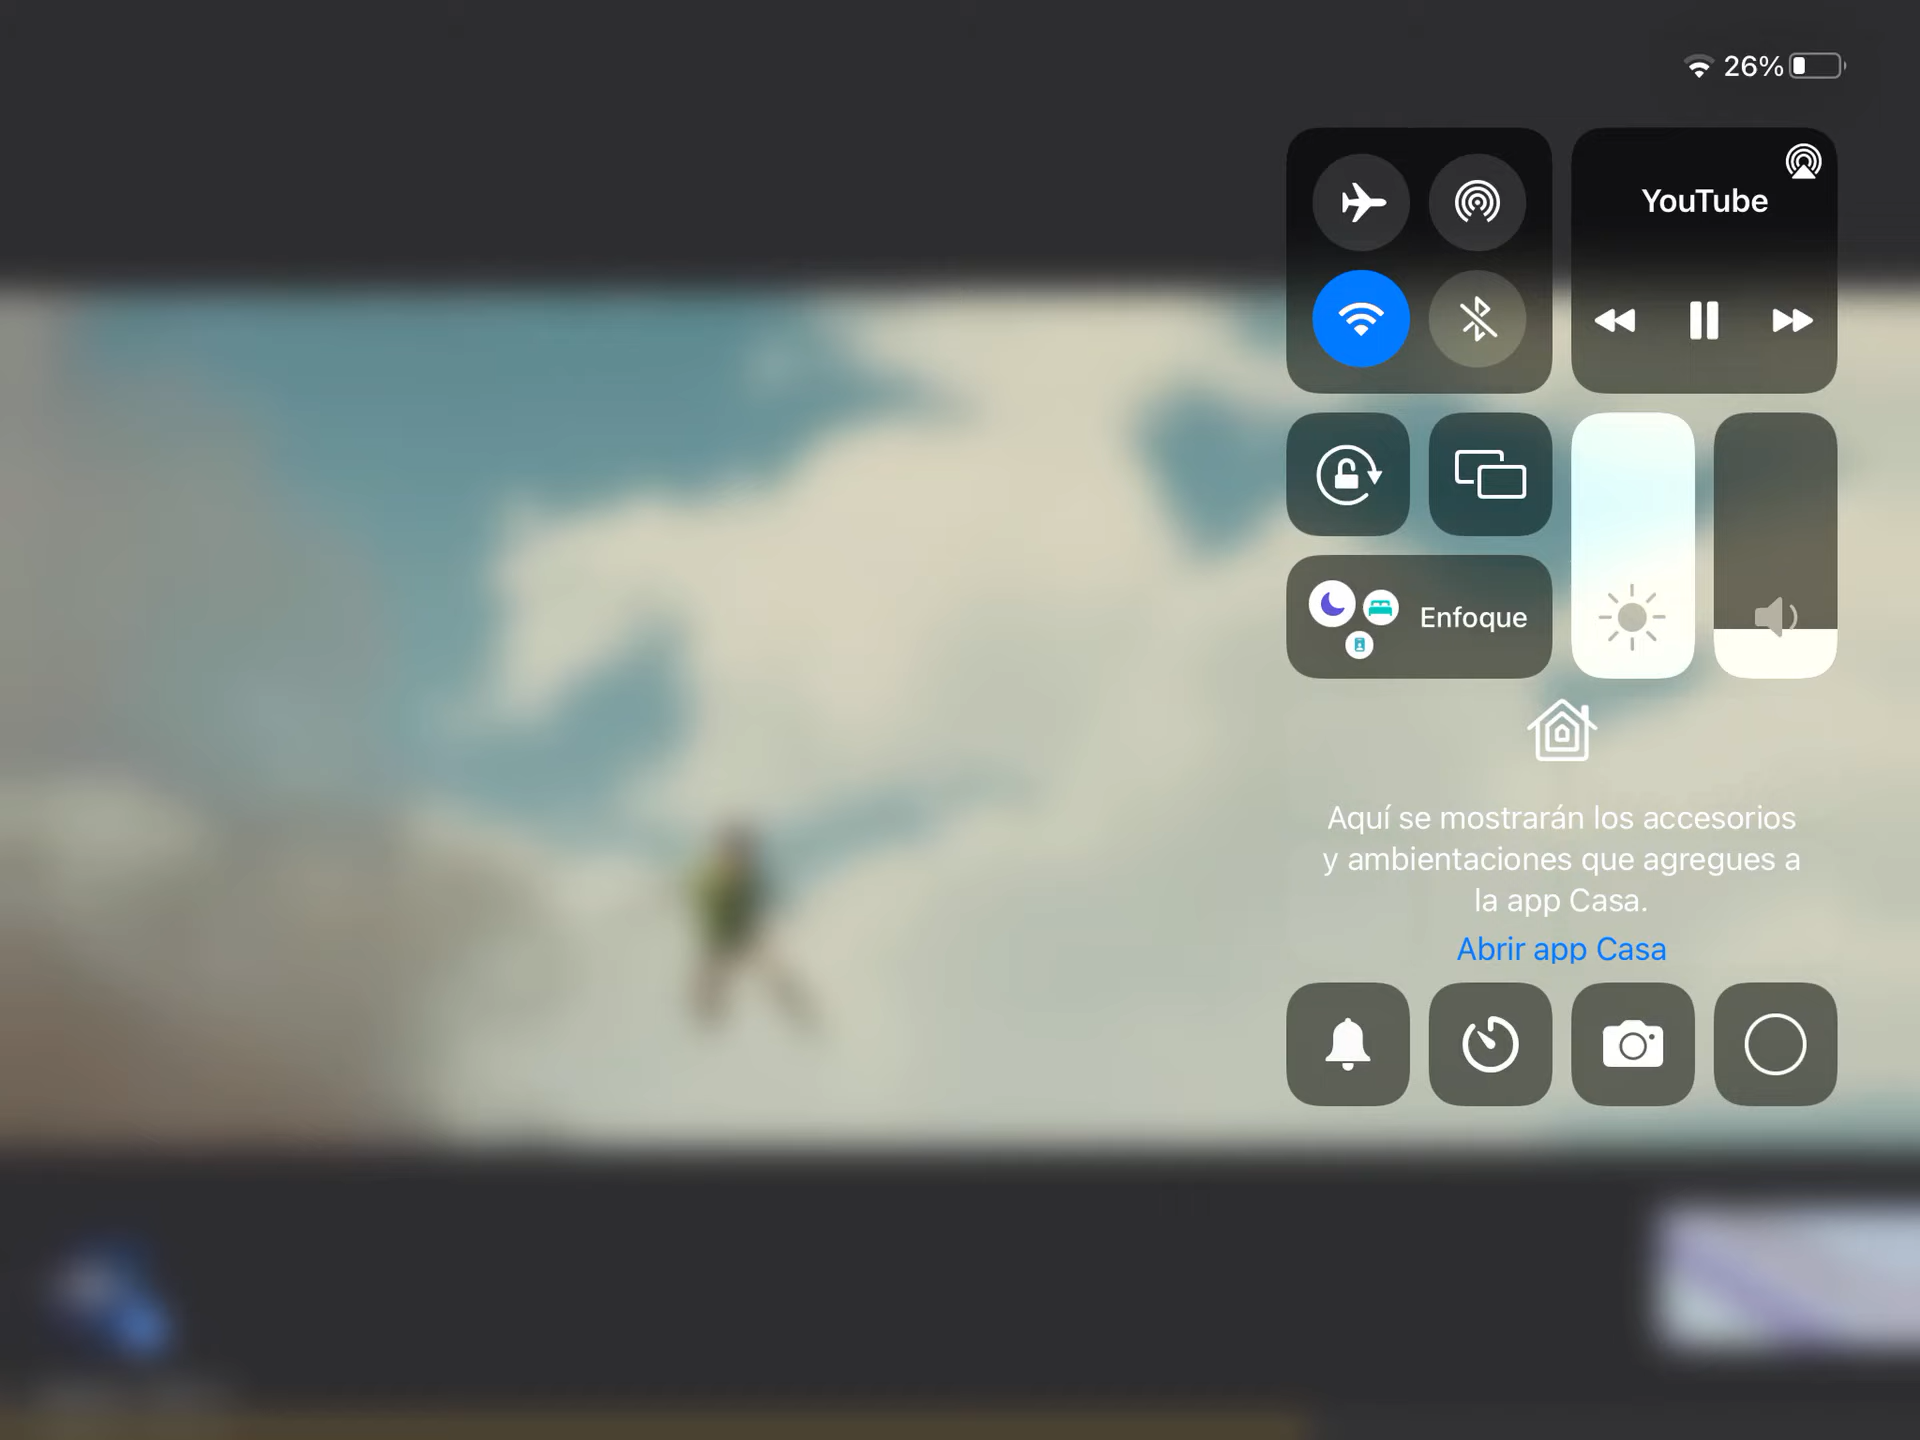 26%
YouTube
Enfoque
Aquí se mostrarán los accesorios
y ambientaciones que agregues a
la app Casa.
Abrir app Casa